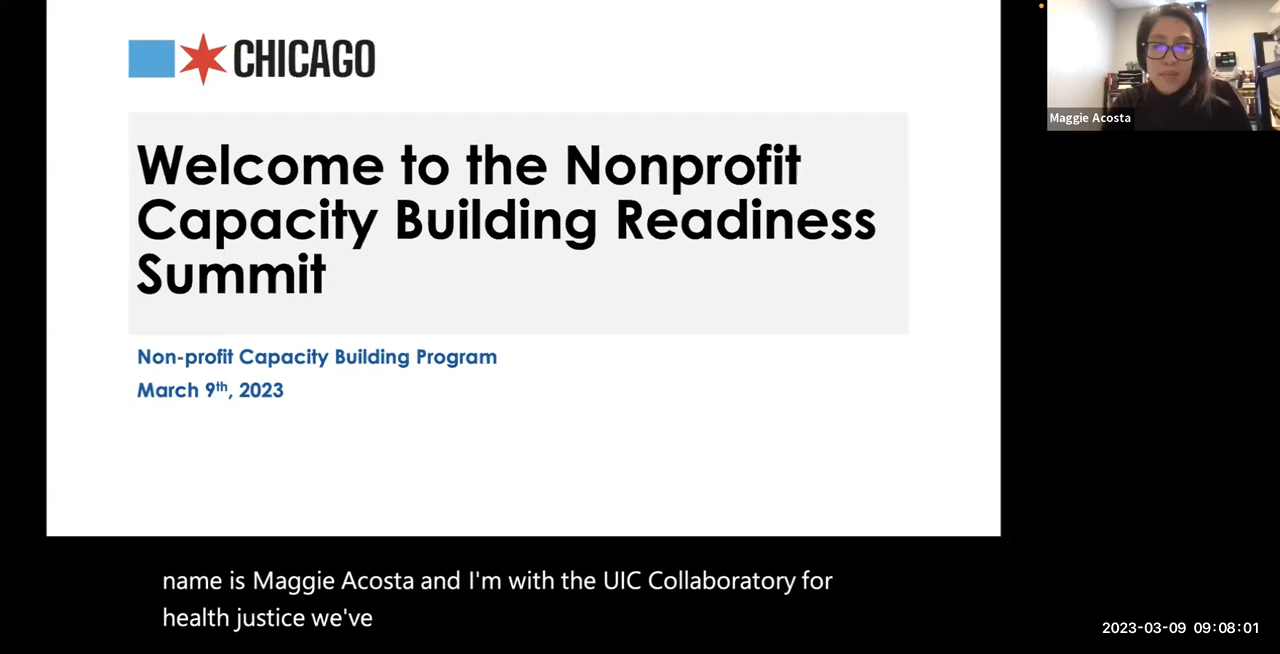 CHICAGO
Welcome to the Nonprofit
Capacity Building Readiness
Summit
Non-profit Capacity Building Program
March 9th, 2023
Maggie Acosta
name is Maggie Acosta and I'm with the UIC Collaboratory for
health justice we've
2023-03-09 09:08:01